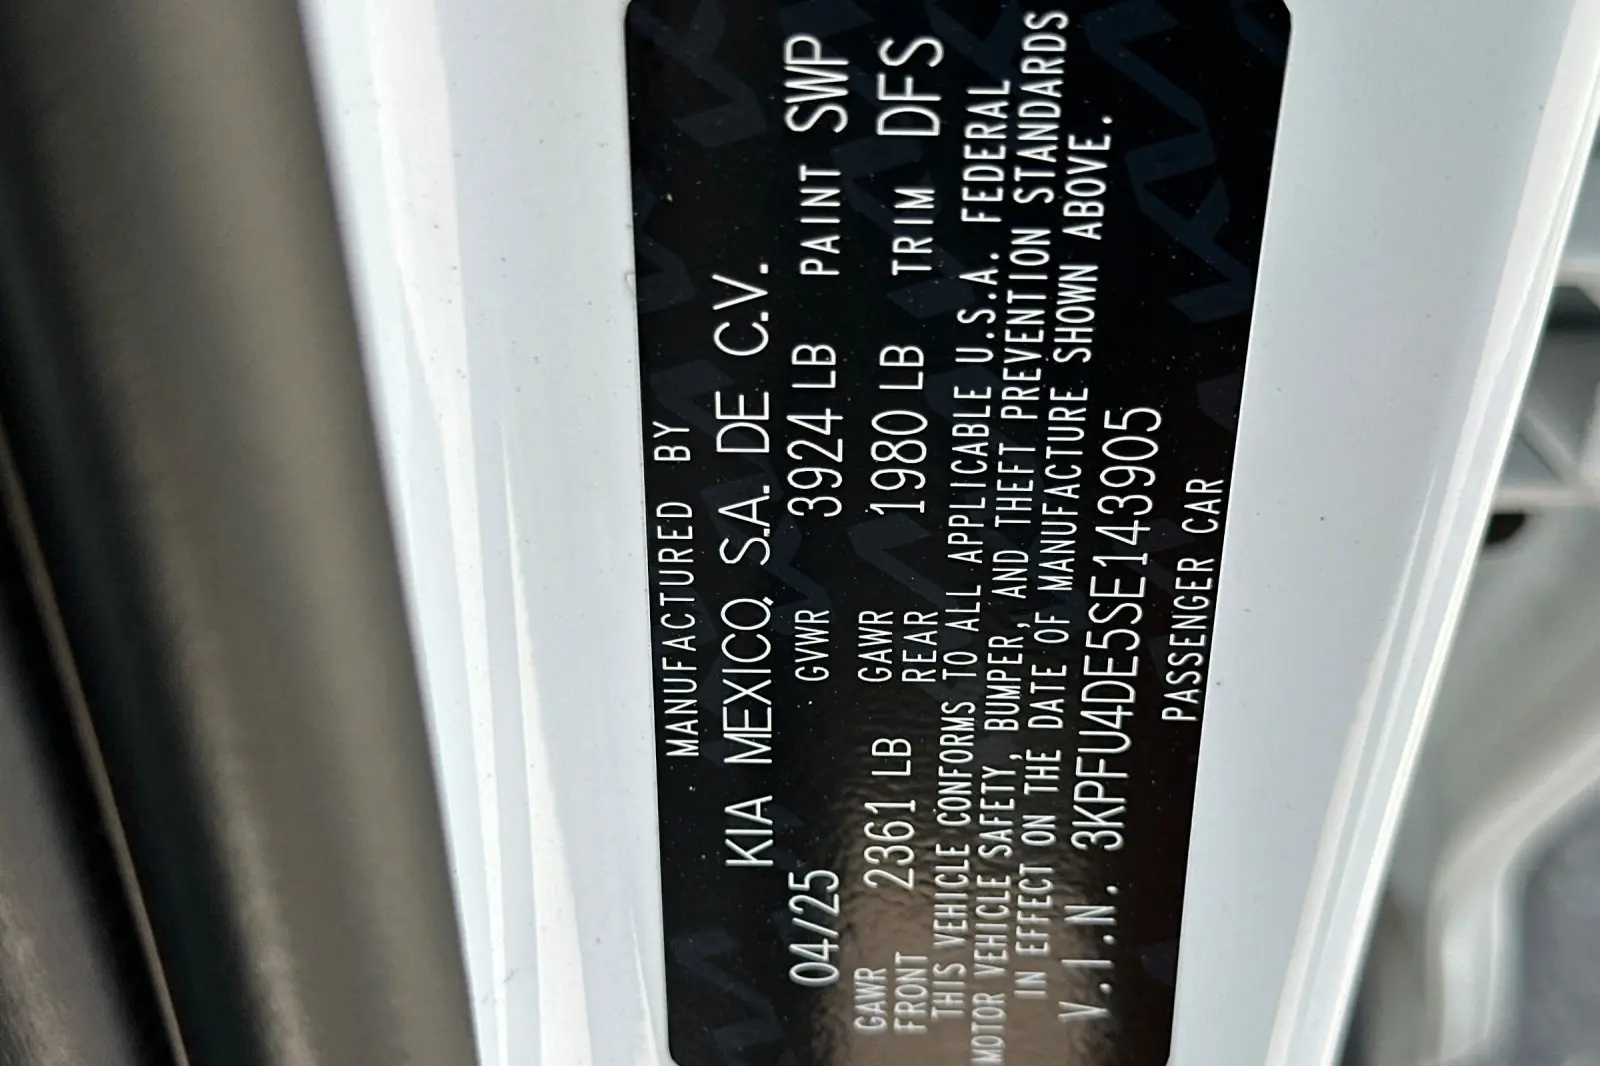 MANUFACTURED BY
KIA MEXICO, S.A. DE C.V.
04/25 GVWR 3924 LB PAINT SWP
GAWR FRONT 2361 LB GAWR REAR 1980 LB TRIM DFS
THIS VEHICLE CONFORMS TO ALL APPLICABLE U.S.A. FEDERAL
MOTOR VEHICLE SAFETY, BUMPER, AND THEFT PREVENTION STANDARDS
IN EFFECT ON THE DATE OF MANUFACTURE SHOWN ABOVE.
V.I.N. 3KPFU4DE5SE143905
PASSENGER CAR